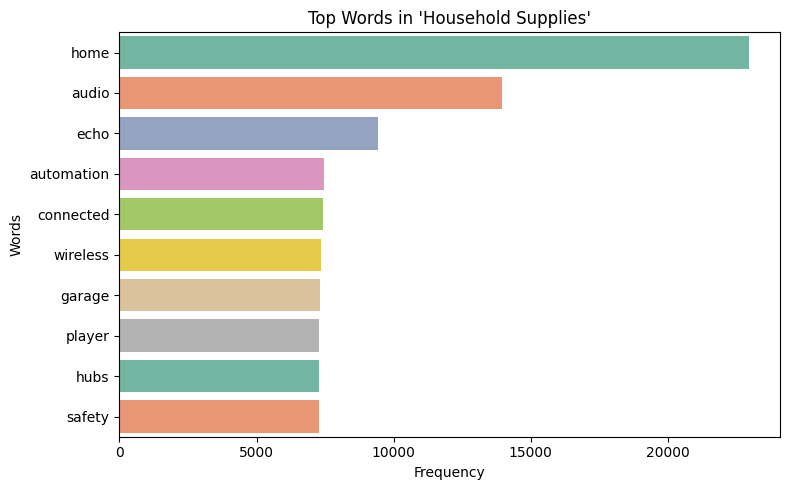 Top Words in 'Household Supplies'
Words
home
audio
echo
automation
connected
wireless
garage
player
hubs
safety
0 5000 10000 15000 20000
Frequency